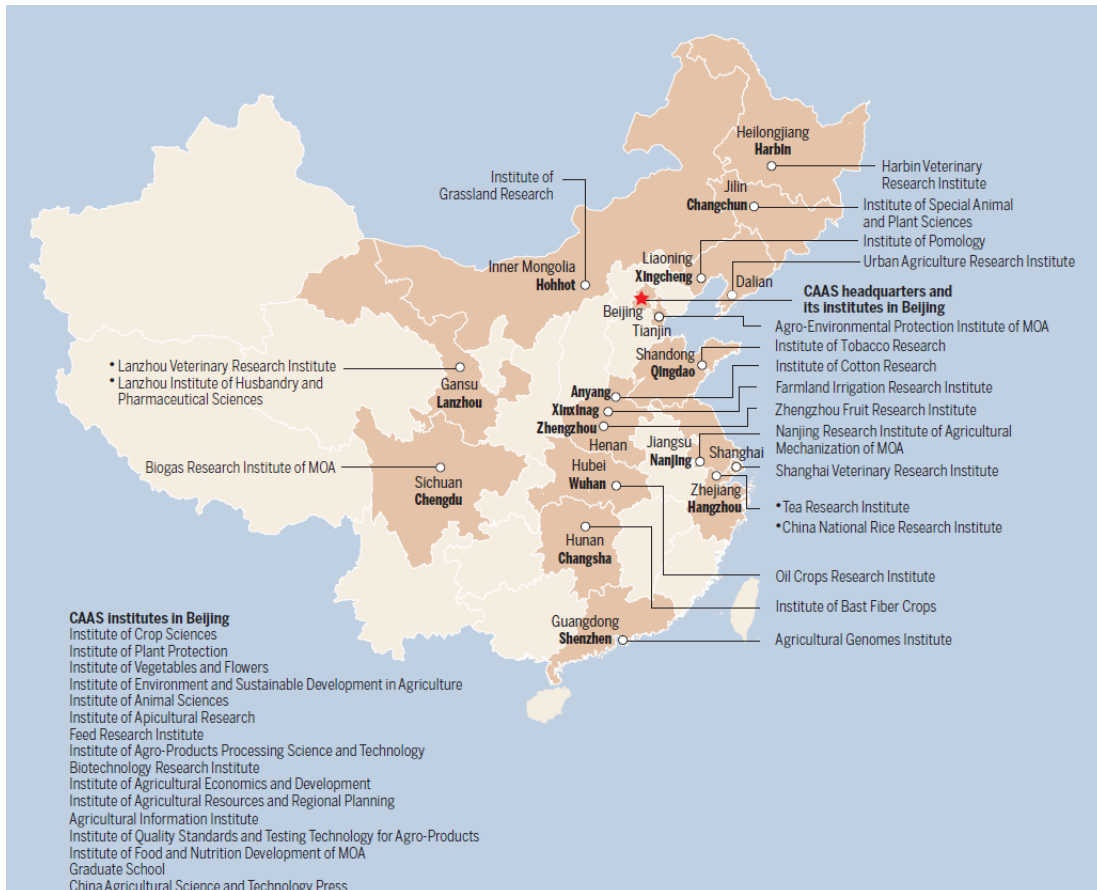 Heilongjiang
Harbin
Harbin Veterinary
Research Institute
Institute of
Grassland Research
Jilin
Changchun
Institute of Special Animal
and Plant Sciences
Institute of Pomology
Liaoning
Xingcheng
Urban Agriculture Research Institute
Inner Mongolia
Hohhot
Dalian
CAAS headquarters and
its institutes in Beijing
Beijing
Tianjin
Agro-Environmental Protection Institute of MOA
Shandong
Qingdao
Institute of Tobacco Research
• Lanzhou Veterinary Research Institute
• Lanzhou Institute of Husbandry and
Pharmaceutical Sciences
Gansu
Lanzhou
Institute of Cotton Research
Anyang
Farmland Irrigation Research Institute
Xinxinag
Zhengzhou
Zhengzhou Fruit Research Institute
Henan
Jiangsu
Nanjing
Nanjing Research Institute of Agricultural
Mechanization of MOA
Shanghai
Shanghai Veterinary Research Institute
Biogas Research Institute of MOA
Sichuan
Chengdu
Hubei
Wuhan
Zhejiang
Hangzhou
• Tea Research Institute
• China National Rice Research Institute
Hunan
Changsha
Oil Crops Research Institute
Institute of Bast Fiber Crops
Guangdong
Shenzhen
Agricultural Genomes Institute
CAAS institutes in Beijing
Institute of Crop Sciences
Institute of Plant Protection
Institute of Vegetables and Flowers
Institute of Environment and Sustainable Development in Agriculture
Institute of Animal Sciences
Institute of Apicultural Research
Feed Research Institute
Institute of Agro-Products Processing Science and Technology
Biotechnology Research Institute
Institute of Agricultural Economics and Development
Institute of Agricultural Resources and Regional Planning
Agricultural Information Institute
Institute of Quality Standards and Testing Technology for Agro-Products
Institute of Food and Nutrition Development of MOA
Graduate School
China Agricultural Science and Technology Press